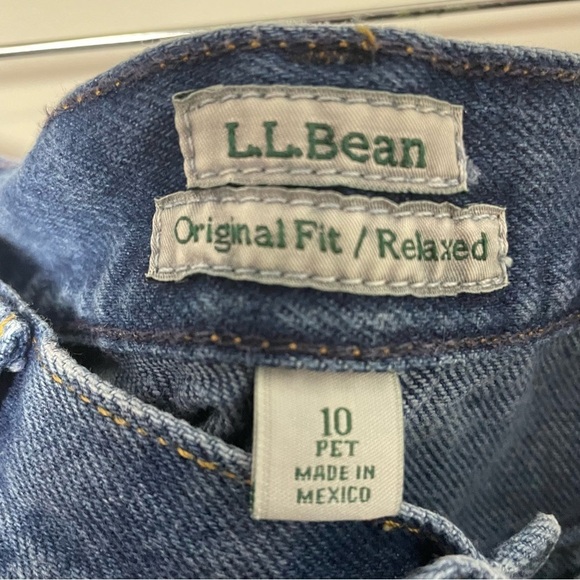 L.L.Bean
Original Fit / Relaxed
10
PET
MADE IN
MEXICO